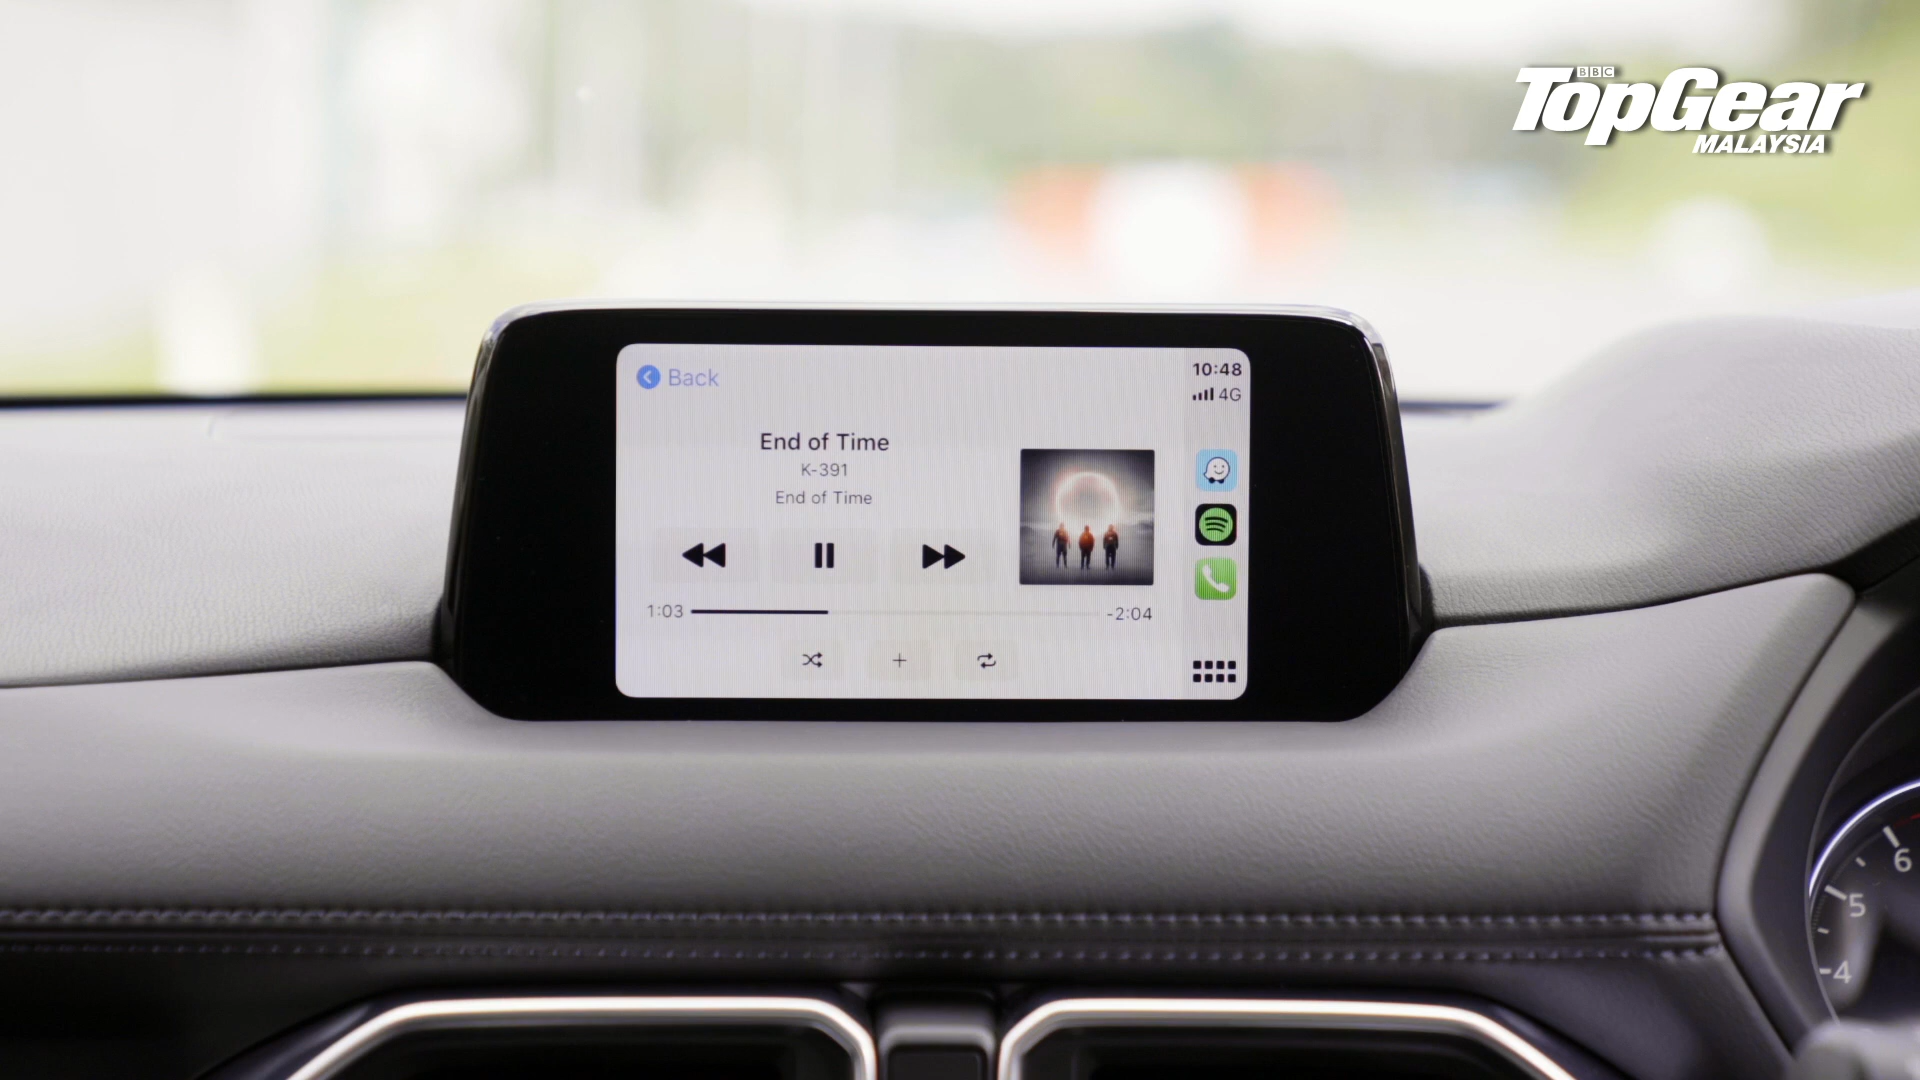 BBC
TopGear
MALAYSIA
Back
10:48
4G
End of Time
K-391
End of Time
1:03
-2:04
6
5
4